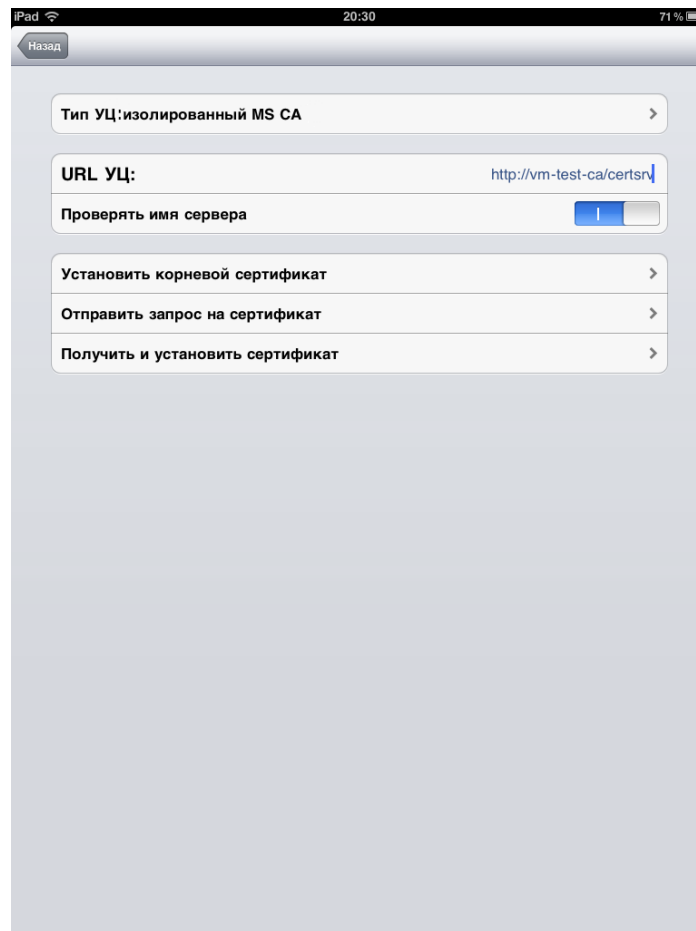 iPad 20:30 71 %
Назад
Тип УЦ:изолированный MS CA
URL УЦ: http://vm-test-ca/certsrv
Проверять имя сервера
Установить корневой сертификат
Отправить запрос на сертификат
Получить и установить сертификат